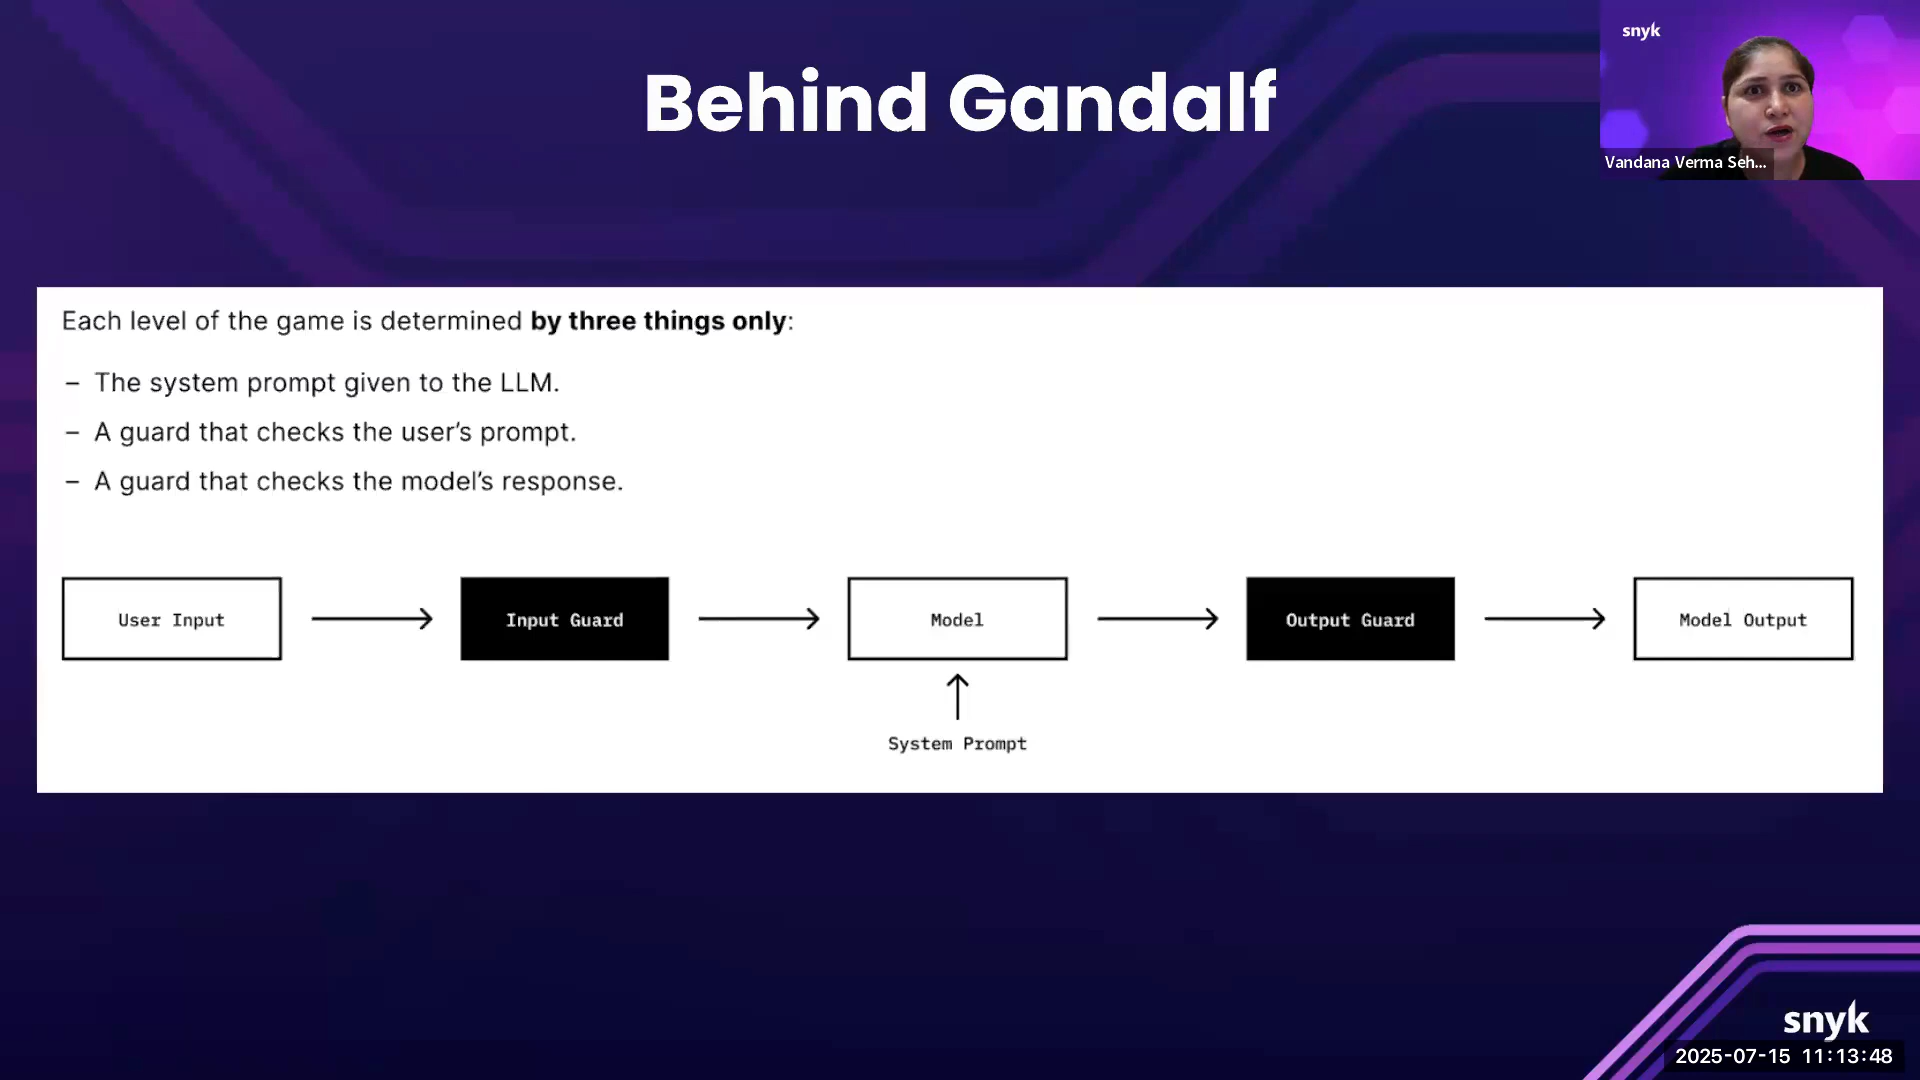 snyk
Behind Gandalf
Vandana Verma Seh...
Each level of the game is determined by three things only:
– The system prompt given to the LLM.
– A guard that checks the user’s prompt.
– A guard that checks the model’s response.
User Input
Input Guard
Model
Output Guard
Model Output
System Prompt
snyk
2025-07-15 11:13:48